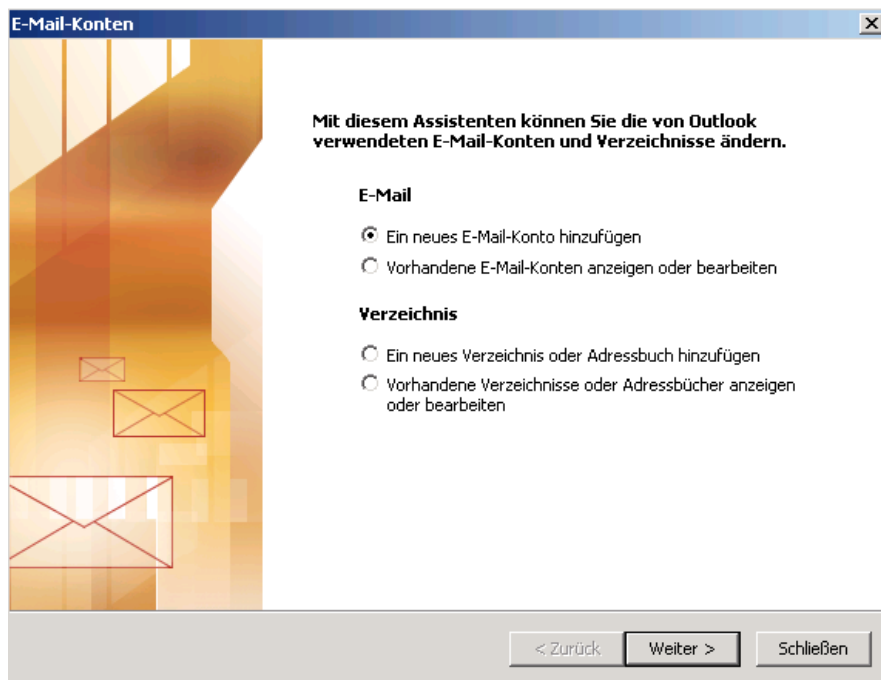 E-Mail-Konten
Mit diesem Assistenten können Sie die von Outlook
verwendeten E-Mail-Konten und Verzeichnisse ändern.
E-Mail
Ein neues E-Mail-Konto hinzufügen
Vorhandene E-Mail-Konten anzeigen oder bearbeiten
Verzeichnis
Ein neues Verzeichnis oder Adressbuch hinzufügen
Vorhandene Verzeichnisse oder Adressbücher anzeigen
oder bearbeiten
< Zurück
Weiter >
Schließen